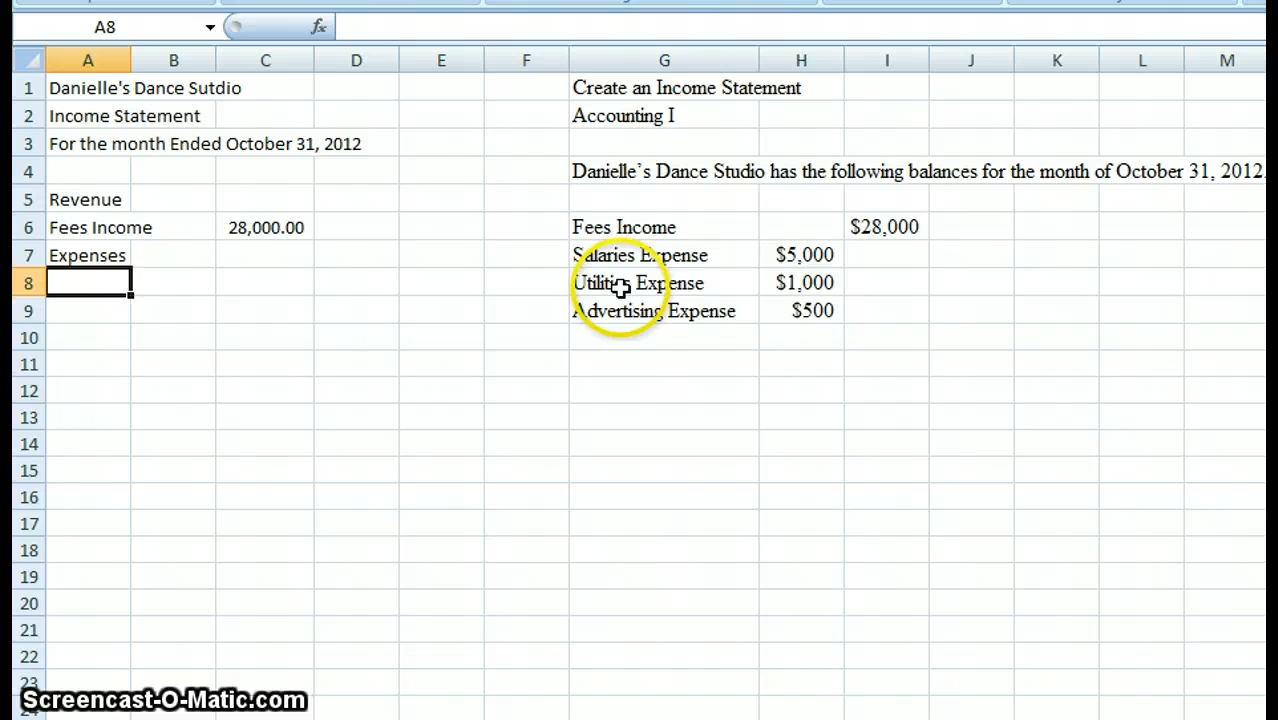 A8 fx
A B C D E F G H I J K L M
1 Danielle's Dance Sutdio Create an Income Statement
2 Income Statement Accounting I
3 For the month Ended October 31, 2012
4 Danielle’s Dance Studio has the following balances for the month of October 31, 2012.
5 Revenue
6 Fees Income 28,000.00 Fees Income $28,000
7 Expenses Salaries Expense $5,000
8 Utilities Expense $1,000
9 Advertising Expense $500
10
11
12
13
14
15
16
17
18
19
20
21
22
23
24
Screencast-O-Matic.com